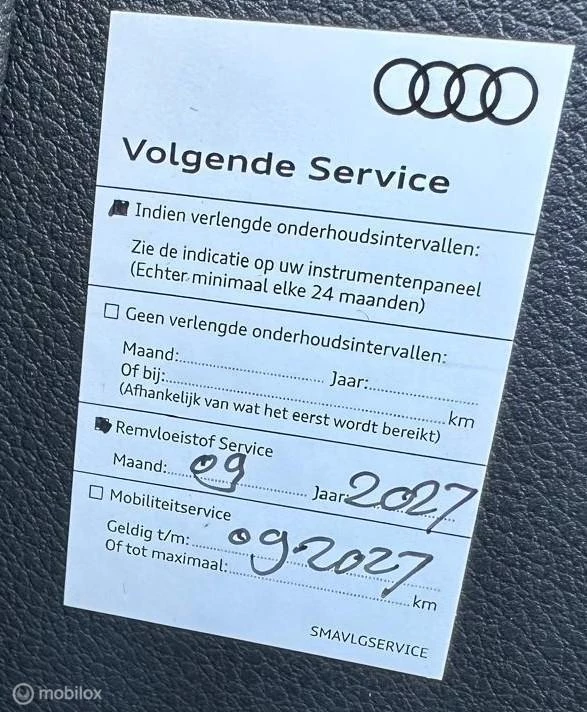 Volgende Service
Indien verlengde onderhoudsintervallen:
Zie de indicatie op uw instrumentenpaneel
(Echter minimaal elke 24 maanden)
Geen verlengde onderhoudsintervallen:
Maand: Jaar:
Of bij: km
(Afhankelijk van wat het eerst wordt bereikt)
Remvloeistof Service
Maand: 09 Jaar: 2027
Mobiliteitservice
Geldig t/m: 09-2027
Of tot maximaal: km
SMAVLGSERVICE
mobilox